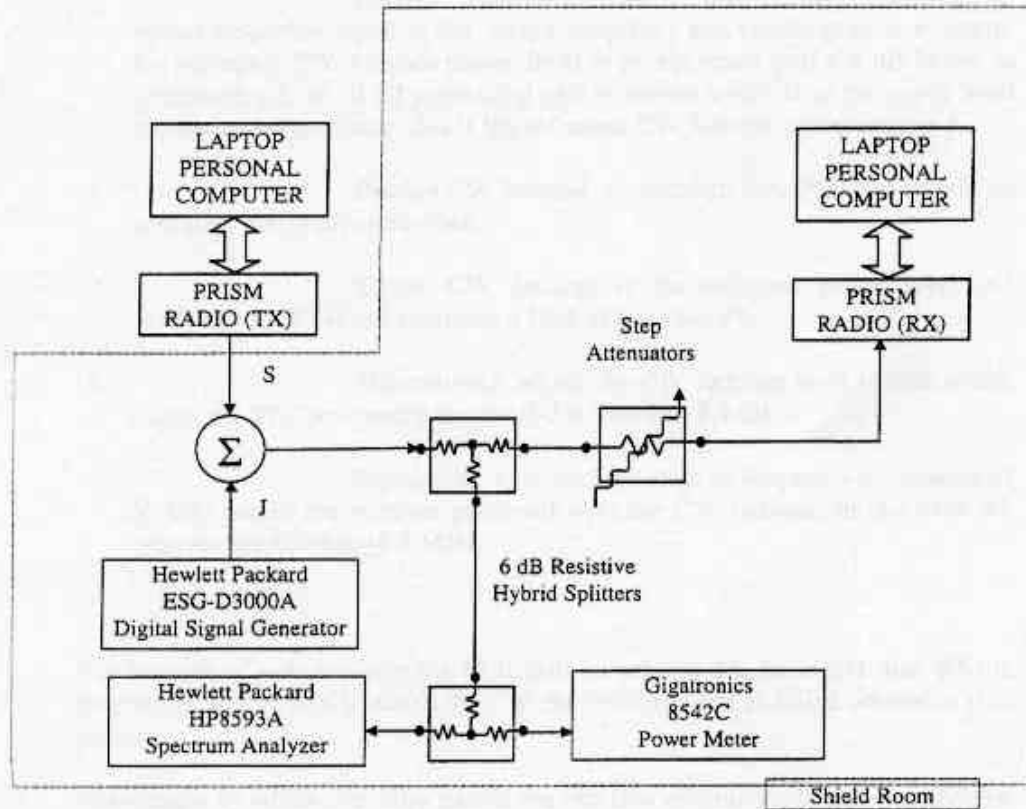 LAPTOP
PERSONAL
COMPUTER
LAPTOP
PERSONAL
COMPUTER
PRISM
RADIO (TX)
PRISM
RADIO (RX)
Step
Attenuators
S
Σ
J
6 dB Resistive
Hybrid Splitters
Hewlett Packard
ESG-D3000A
Digital Signal Generator
Hewlett Packard
HP8593A
Spectrum Analyzer
Gigatronics
8542C
Power Meter
Shield Room